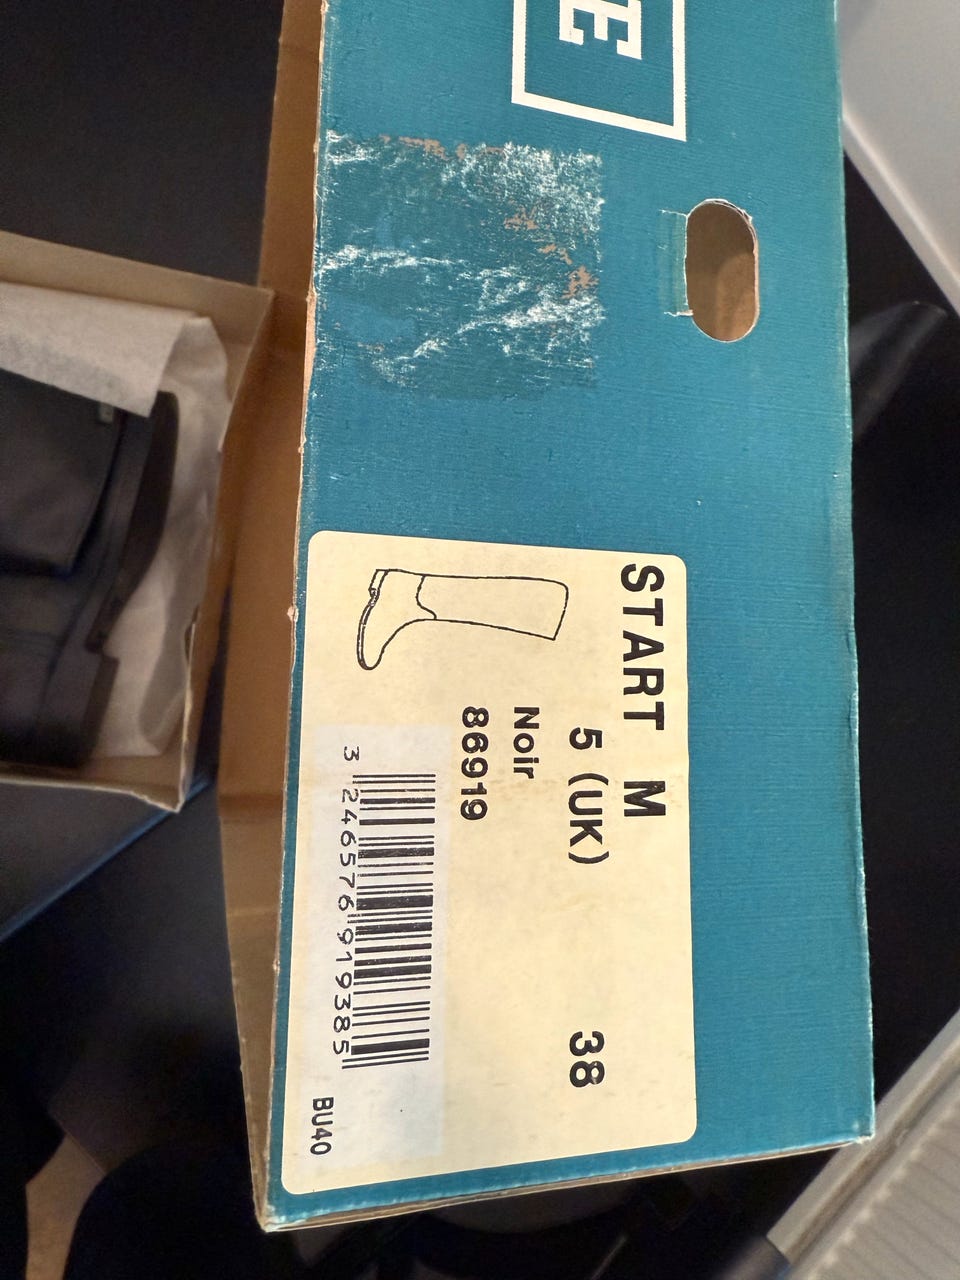 START M
5 (UK) 38
Noir
86919
3 246576 919385
BU40